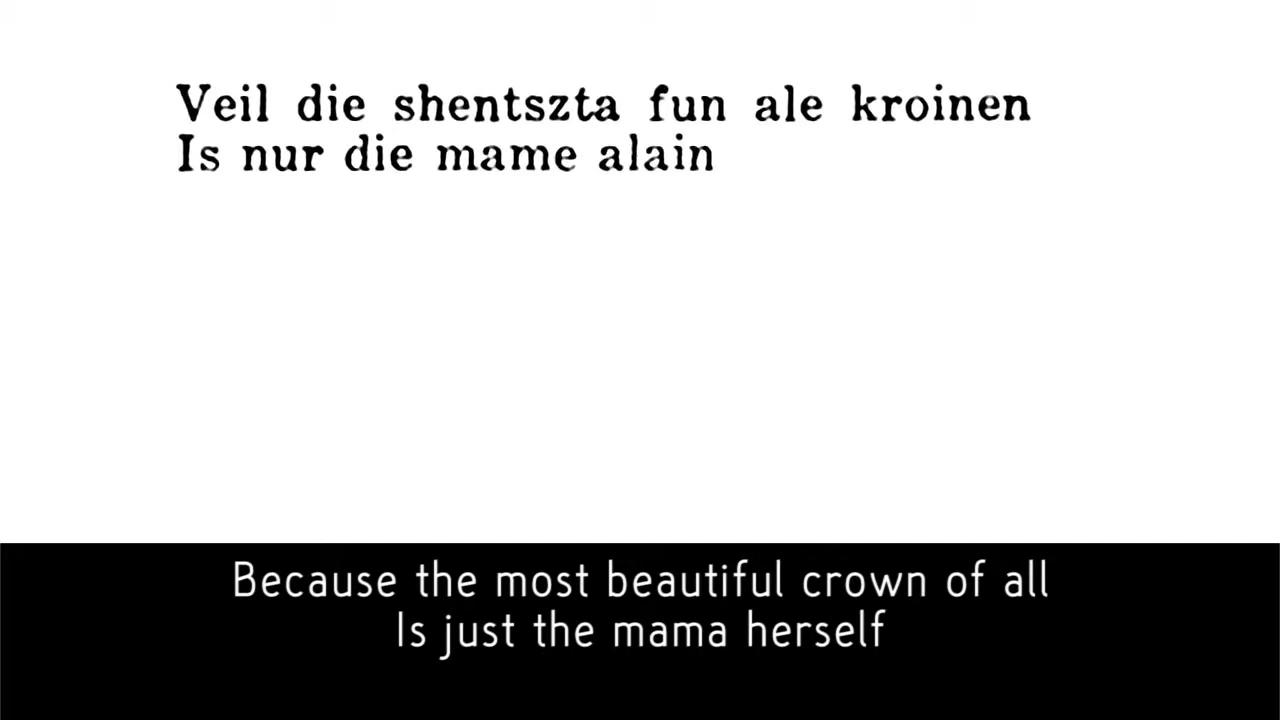 Veil die shentszta fun ale kroinen
Is nur die mame alain
Because the most beautiful crown of all
Is just the mama herself